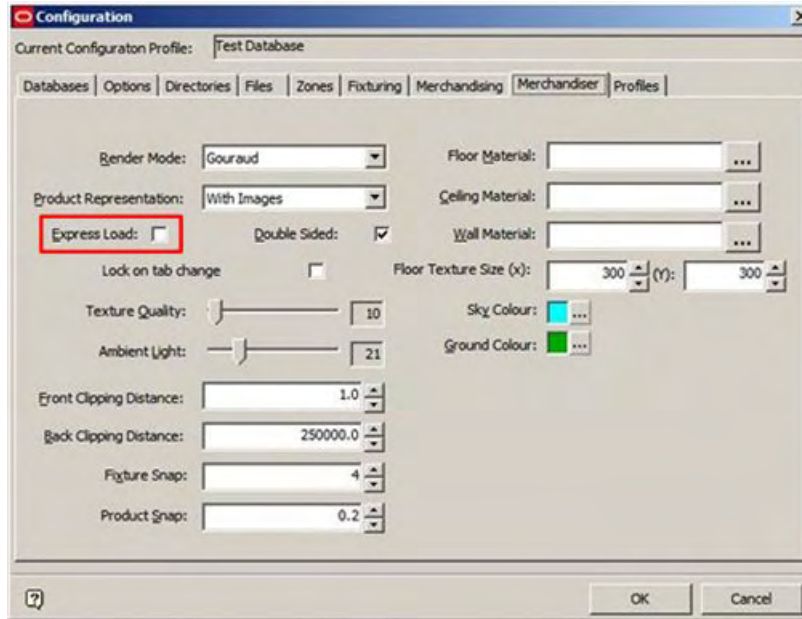 Configuration
Current Configuraton Profile: Test Database
Databases Options Directories Files Zones Fixturing Merchandising Merchandiser Profiles
Render Mode: Gouraud Floor Material: ...
Product Representation: With Images Ceiling Material: ...
Express Load: Double Sided: Wall Material: ...
Lock on tab change Floor Texture Size (x): 300 (Y): 300
Texture Quality: 10 Sky Colour: ...
Ambient Light: 21 Ground Colour: ...
Front Clipping Distance: 1.0
Back Clipping Distance: 250000.0
Fixture Snap: 4
Product Snap: 0.2
? OK Cancel